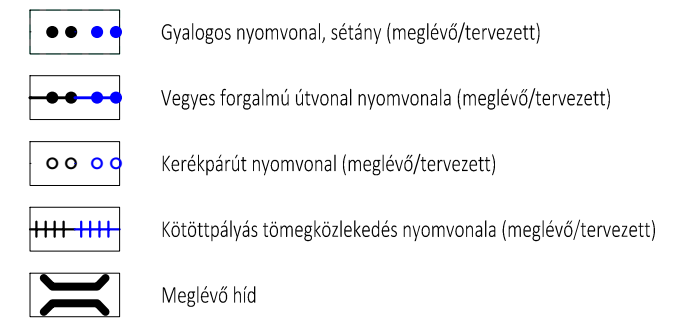 Gyalogos nyomvonal, sétány (meglévő/tervezett)
Vegyes forgalmú útvonal nyomvonala (meglévő/tervezett)
Kerékpárút nyomvonal (meglévő/tervezett)
Kötöttpályás tömegközlekedés nyomvonala (meglévő/tervezett)
Meglévő híd